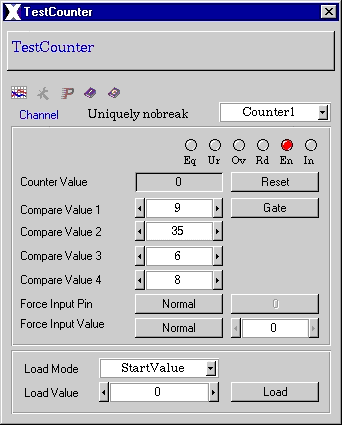 TestCounter
TestCounter
Channel Uniquely nobreak Counter1
Eq Ur Ov Rd En In
Counter Value 0 Reset
Compare Value 1 9 Gate
Compare Value 2 35
Compare Value 3 6
Compare Value 4 8
Force Input Pin Normal 0
Force Input Value Normal 0
Load Mode StartValue
Load Value 0 Load